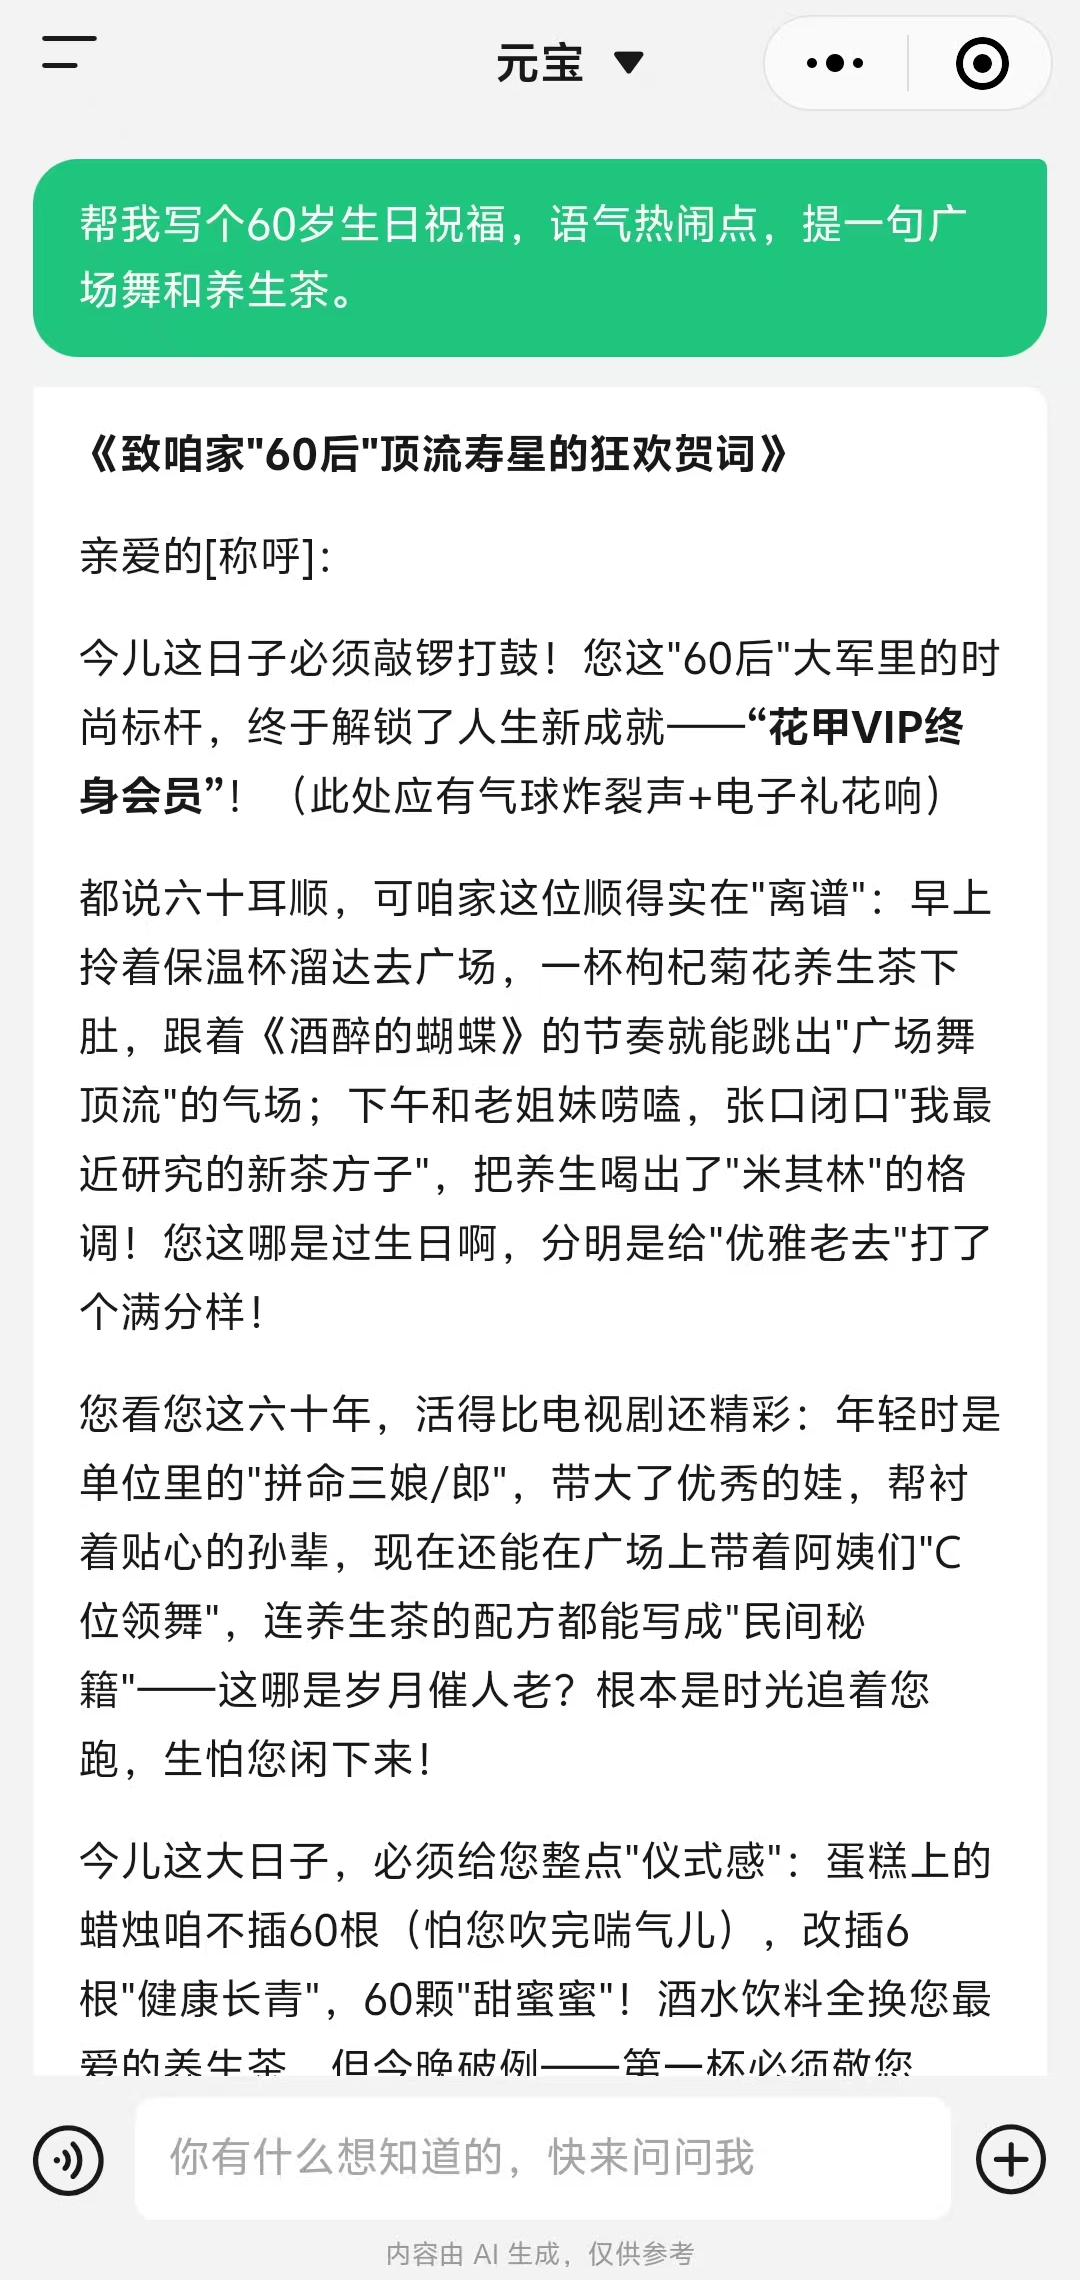 元宝
帮我写个60岁生日祝福，语气热闹点，提一句广
场舞和养生茶。
《致咱家"60后"顶流寿星的狂欢贺词》
亲爱的[称呼]：
今儿这日子必须敲锣打鼓！您这"60后"大军里的时
尚标杆，终于解锁了人生新成就——“花甲VIP终
身会员”！（此处应有气球炸裂声+电子礼花响）
都说六十耳顺，可咱家这位顺得实在"离谱"：早上
拎着保温杯溜达去广场，一杯枸杞菊花养生茶下
肚，跟着《酒醉的蝴蝶》的节奏就能跳出"广场舞
顶流"的气场；下午和老姐妹唠嗑，张口闭口"我最
近研究的新茶方子"，把养生喝出了"米其林"的格
调！您这哪是过生日啊，分明是给"优雅老去"打了
个满分样！
您看您这六十年，活得比电视剧还精彩：年轻时是
单位里的"拼命三娘/郎"，带大了优秀的娃，帮衬
着贴心的孙辈，现在还能在广场上带着阿姨们"C
位领舞"，连养生茶的配方都能写成"民间秘
籍"——这哪是岁月催人老？根本是时光追着您
跑，生怕您闲下来！
今儿这大日子，必须给您整点"仪式感"：蛋糕上的
蜡烛咱不插60根（怕您吹完喘气儿），改插6
根"健康长青"，60颗"甜蜜蜜"！酒水饮料全换您最
爱的养生茶，但今晚破例——第一杯必须敬您
你有什么想知道的，快来问问我
内容由 AI 生成，仅供参考